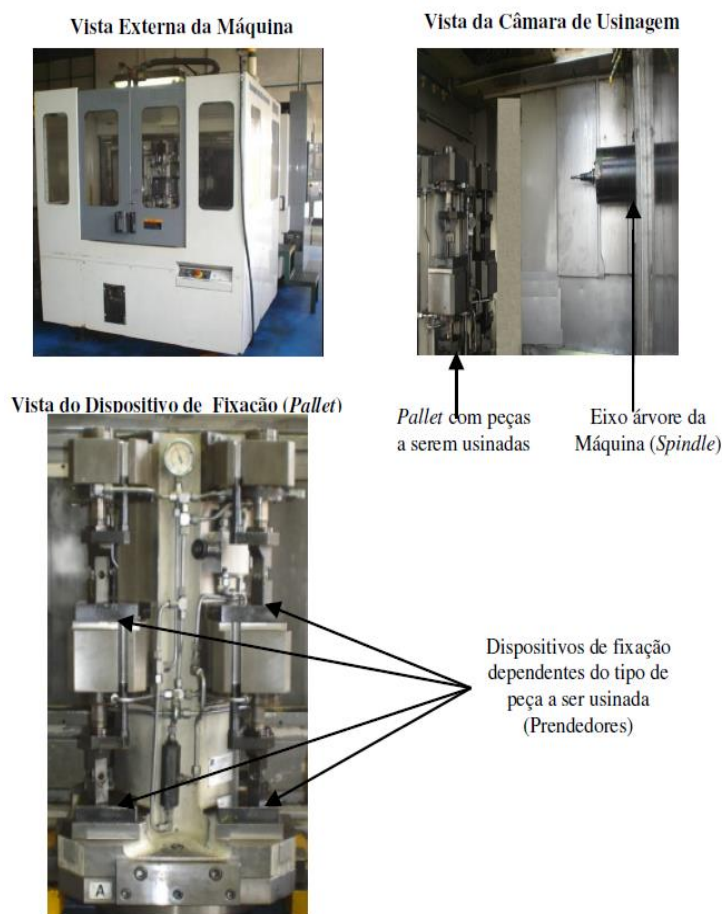 Vista Externa da Máquina
Vista da Câmara de Usinagem
Pallet com peças
a serem usinadas
Eixo árvore da
Máquina (Spindle)
Vista do Dispositivo de Fixação (Pallet)
Dispositivos de fixação
dependentes do tipo de
peça a ser usinada
(Prendedores)
A